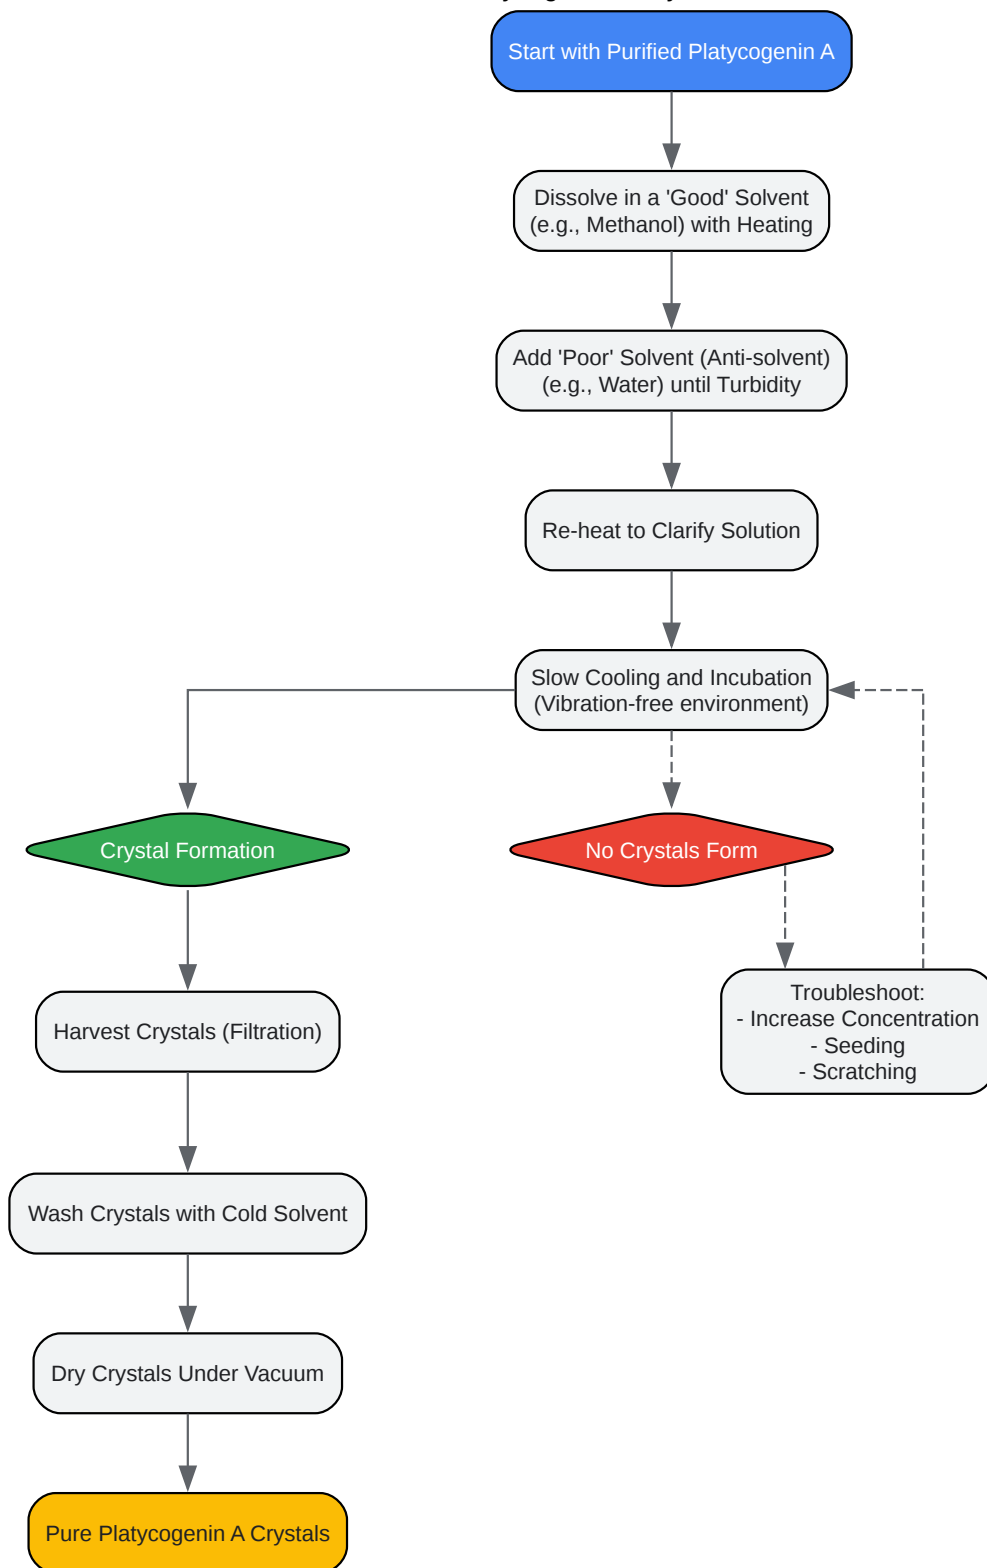 Start with Purified Platycogenin A
Dissolve in a 'Good' Solvent
(e.g., Methanol) with Heating
Add 'Poor' Solvent (Anti-solvent)
(e.g., Water) until Turbidity
Re-heat to Clarify Solution
Slow Cooling and Incubation
(Vibration-free environment)
Crystal Formation
No Crystals Form
Harvest Crystals (Filtration)
Troubleshoot:
- Increase Concentration
- Seeding
- Scratching
Wash Crystals with Cold Solvent
Dry Crystals Under Vacuum
Pure Platycogenin A Crystals